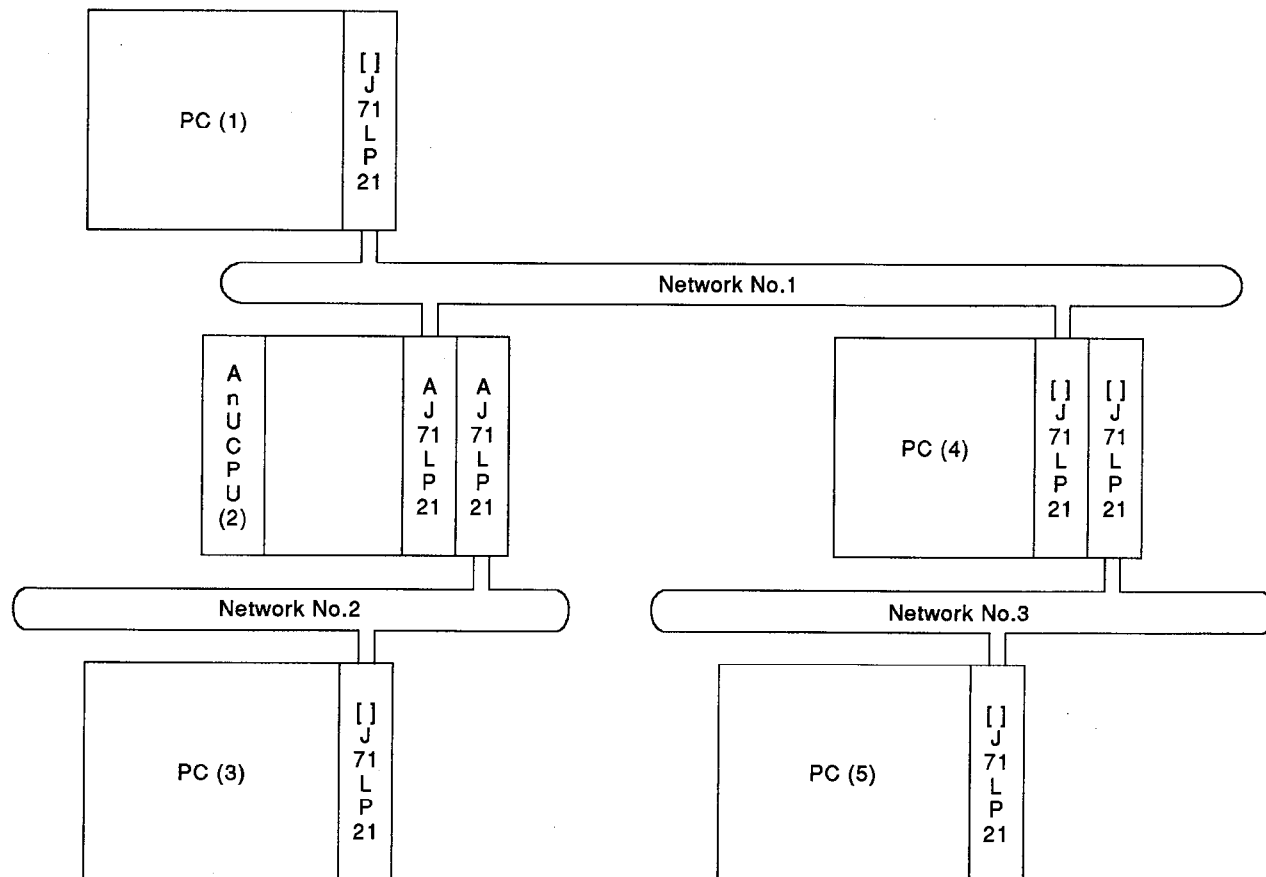 PC (1)
[ ]
J
71
L
P
21
Network No.1
A
n
U
C
P
U
(2)
A
J
71
L
P
21
A
J
71
L
P
21
PC (4)
[ ]
J
71
L
P
21
[ ]
J
71
L
P
21
Network No.2
Network No.3
PC (3)
[ ]
J
71
L
P
21
PC (5)
[ ]
J
71
L
P
21